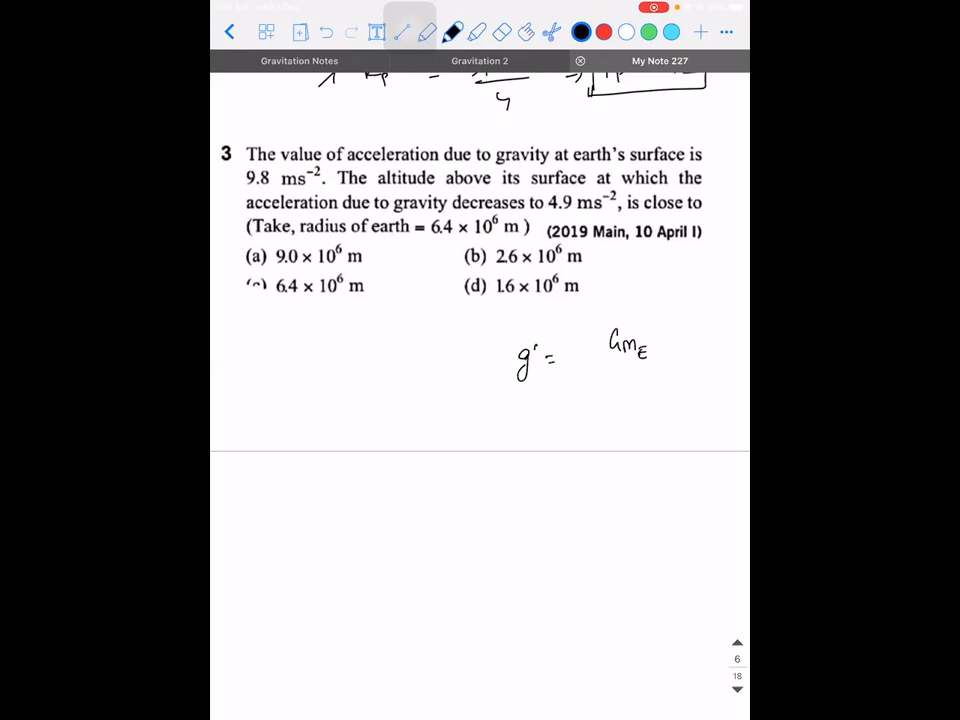 Gravitation Notes
Gravitation 2
My Note 227
4
3 The value of acceleration due to gravity at earth's surface is
9.8 ms⁻². The altitude above its surface at which the
acceleration due to gravity decreases to 4.9 ms⁻², is close to
(Take, radius of earth = 6.4 × 10⁶ m ) (2019 Main, 10 April I)
(a) 9.0 × 10⁶ m (b) 2.6 × 10⁶ m
6.4 × 10⁶ m (d) 1.6 × 10⁶ m
g' = GmE
6
18